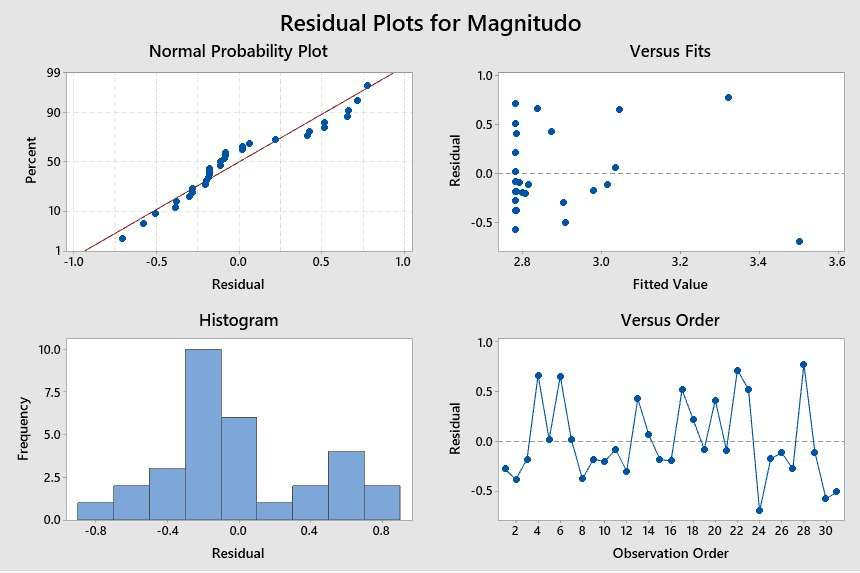 Residual Plots for Magnitudo
Normal Probability Plot
Percent
99
90
50
10
1
-1.0 -0.5 0.0 0.5 1.0
Residual
Versus Fits
Residual
1.0
0.5
0.0
-0.5
2.8 3.0 3.2 3.4 3.6
Fitted Value
Histogram
Frequency
10.0
7.5
5.0
2.5
0.0
-0.8 -0.4 0.0 0.4 0.8
Residual
Versus Order
Residual
1.0
0.5
0.0
-0.5
2 4 6 8 10 12 14 16 18 20 22 24 26 28 30
Observation Order